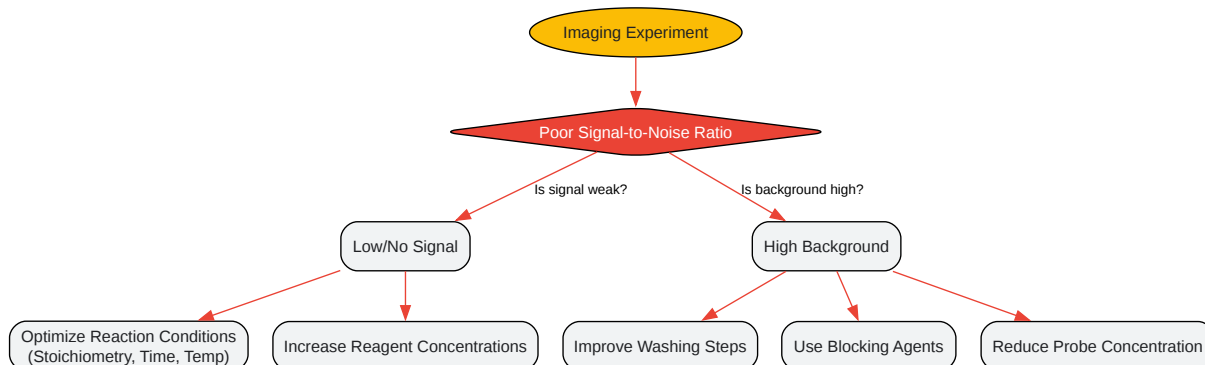 Imaging Experiment
Poor Signal-to-Noise Ratio
Is signal weak?
Is background high?
Low/No Signal
High Background
Optimize Reaction Conditions
(Stoichiometry, Time, Temp)
Increase Reagent Concentrations
Improve Washing Steps
Use Blocking Agents
Reduce Probe Concentration